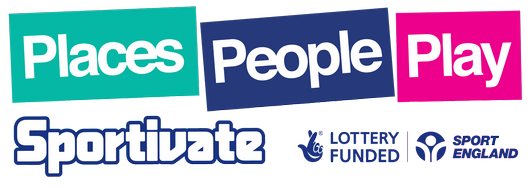 Places People Play
Sportivate
LOTTERY FUNDED
SPORT ENGLAND